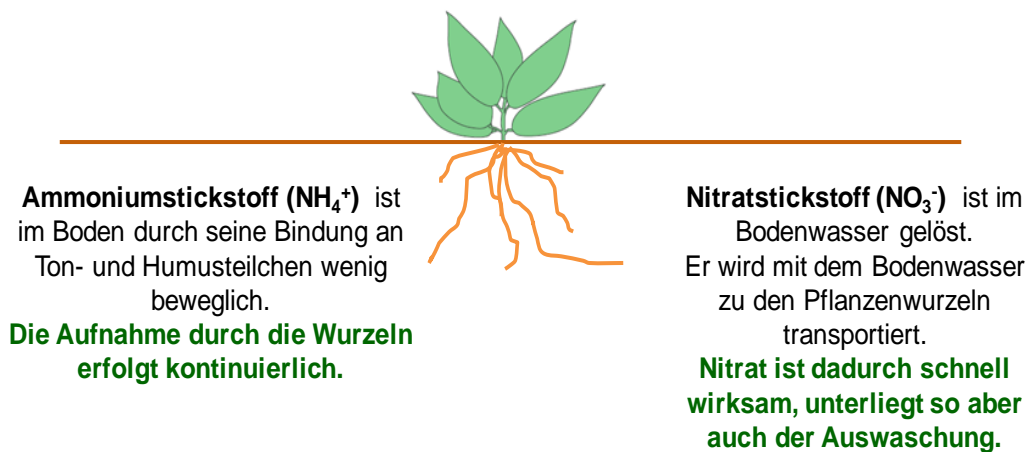 Ammoniumstickstoff (NH₄⁺) ist
im Boden durch seine Bindung an
Ton- und Humusteilchen wenig
beweglich.
Die Aufnahme durch die Wurzeln
erfolgt kontinuierlich.
Nitratstickstoff (NO₃⁻) ist im
Bodenwasser gelöst.
Er wird mit dem Bodenwasser
zu den Pflanzenwurzeln
transportiert.
Nitrat ist dadurch schnell
wirksam, unterliegt so aber
auch der Auswaschung.